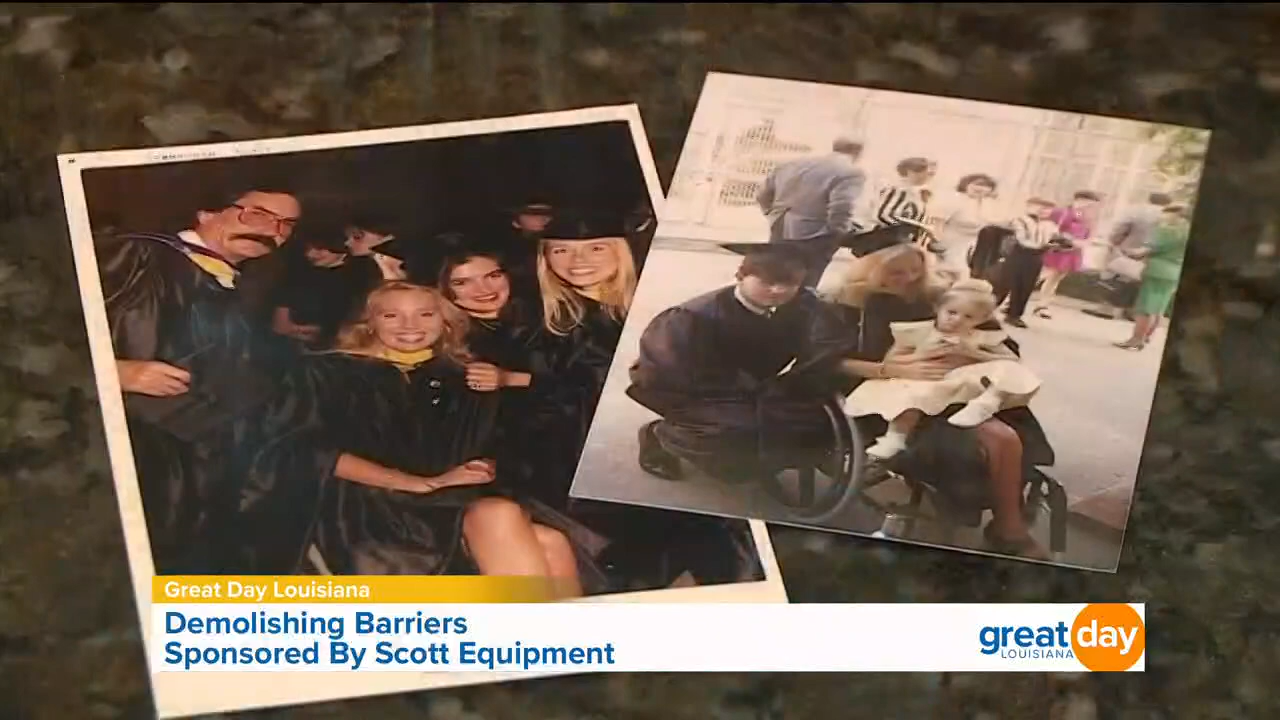 Great Day Louisiana
Demolishing Barriers
Sponsored By Scott Equipment
great day
LOUISIANA